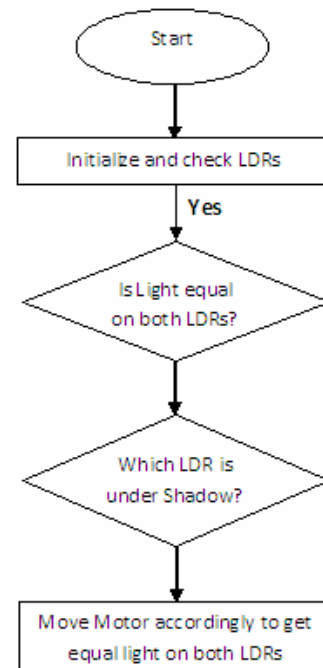 Start
Initialize and check LDRs
Yes
Is Light equal
on both LDRs?
Which LDR is
under Shadow?
Move Motor accordingly to get
equal light on both LDRs